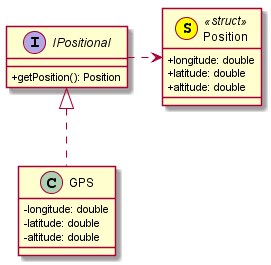 I IPositional
+getPosition(): Position
S «struct»
Position
+longitude: double
+latitude: double
+altitude: double
C GPS
-longitude: double
-latitude: double
-altitude: double